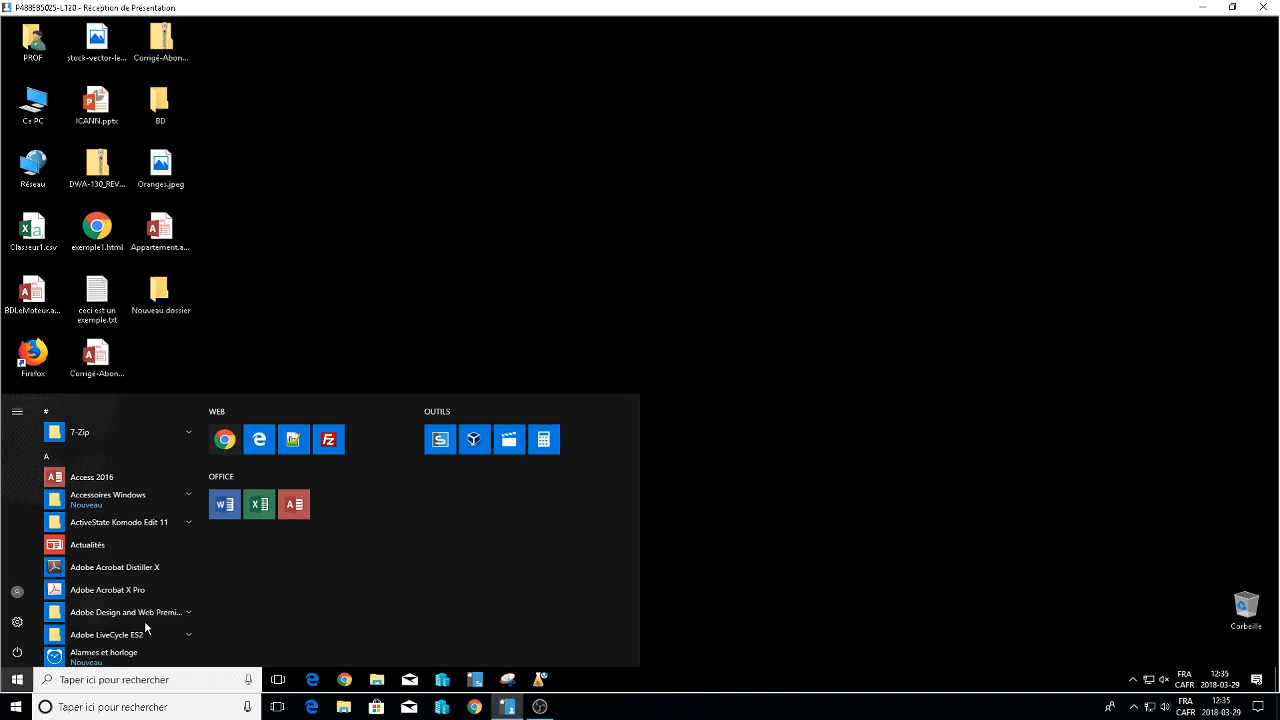 P48BEB5025-L120 - Réception de Présentation
PROF
stock-vector-le...
Corrigé-Abon...
Ce PC
ICANN.pptx
BD
Réseau
DWA-130_REV...
Oranges.jpeg
Classeur1.csv
exemple1.html
Appartement.a...
BDLeMoteur.a...
ceci est un
exemple.txt
Nouveau dossier
Firefox
Corrigé-Abon...
#
7-Zip
A
Access 2016
Accessoires Windows
Nouveau
ActiveState Komodo Edit 11
Actualités
Adobe Acrobat Distiller X
Adobe Acrobat X Pro
Adobe Design and Web Premi...
Adobe LiveCycle ES2
Alarmes et horloge
Nouveau
WEB
OFFICE
OUTILS
Corbeille
Taper ici pour rechercher
FRA
CAFR
12:35
2018-03-29
Taper ici pour rechercher
FRA
CAFR
12:35
2018-03-29